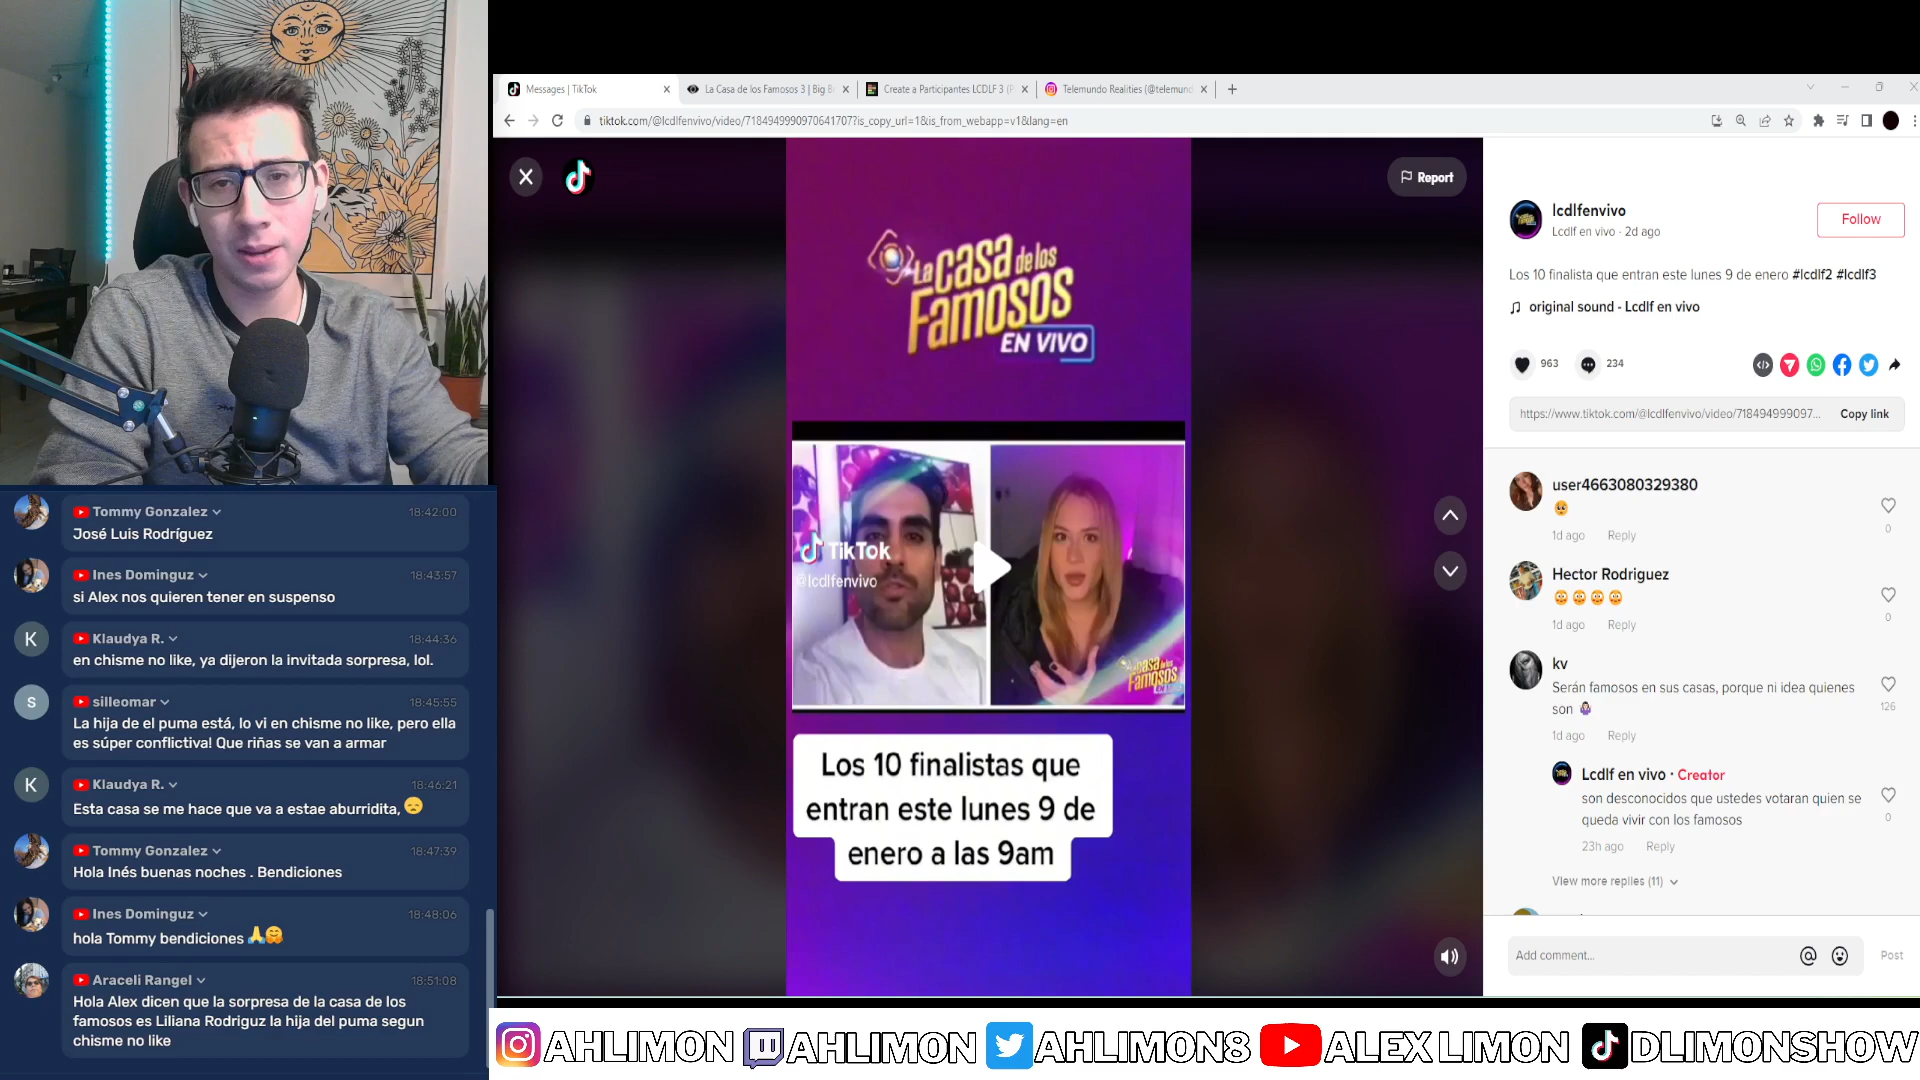 Messages | TikTok
La Casa de los Famosos 3 | Big B
Create a Participantes LCDLF 3 (P
Telemundo Realities (@telemund
tiktok.com/@lcdlfenvivo/video/7184949990970641707?is_copy_url=1&is_from_webapp=v1&lang=en
Report
LA CASA de los
FAMOSOS
EN VIVO
TikTok
@lcdlfenvivo
Los 10 finalistas que
entran este lunes 9 de
enero a las 9am
lcdlfenvivo
Lcdlf en vivo · 2d ago
Follow
Los 10 finalista que entran este lunes 9 de enero #lcdlf2 #lcdlf3
original sound - Lcdlf en vivo
963
234
https://www.tiktok.com/@lcdlfenvivo/video/718494999097...
Copy link
user4663080329380
🥺
1d ago Reply
0
Hector Rodriguez
1d ago Reply
0
kv
Serán famosos en sus casas, porque ni idea quienes
son 🤷🏻‍♀️
126
1d ago Reply
Lcdlf en vivo · Creator
son desconocidos que ustedes votaran quien se
queda vivir con los famosos
0
23h ago Reply
View more replies (11)
Add comment...
Post
Tommy Gonzalez 18:42:00
José Luis Rodríguez
Ines Dominguz 18:43:57
si Alex nos quieren tener en suspenso
K
Klaudya R. 18:44:36
en chisme no like, ya dijeron la invitada sorpresa, lol.
S
silleomar 18:45:55
La hija de el puma está, lo vi en chisme no like, pero ella
es súper conflictiva! Que riñas se van a armar
K
Klaudya R. 18:46:21
Esta casa se me hace que va a estae aburridita, 😞
Tommy Gonzalez 18:47:39
Hola Inés buenas noches . Bendiciones
Ines Dominguz 18:48:06
hola Tommy bendiciones 🙏🤗
Araceli Rangel 18:51:08
Hola Alex dicen que la sorpresa de la casa de los
famosos es Liliana Rodriguz la hija del puma segun
chisme no like
AHLIMON AHLIMON AHLIMON8 ALEX LIMON DLIMONSHOW